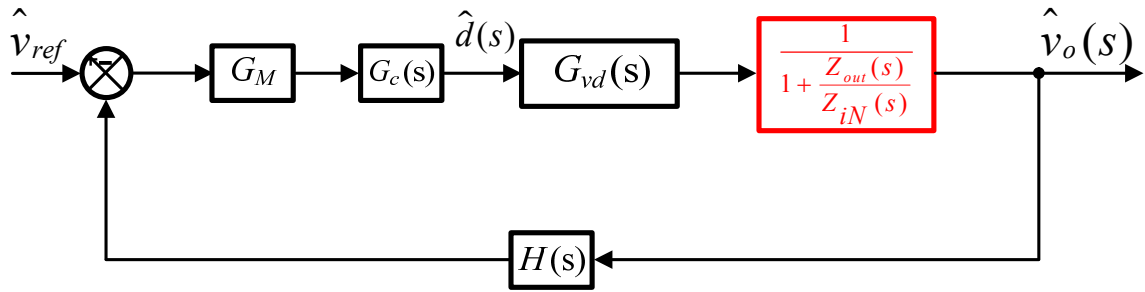 v̂ref
+
−
GM
Gc(s)
d̂(s)
Gvd(s)
1
1 + Zout(s)
ZiN(s)
v̂o(s)
H(s)